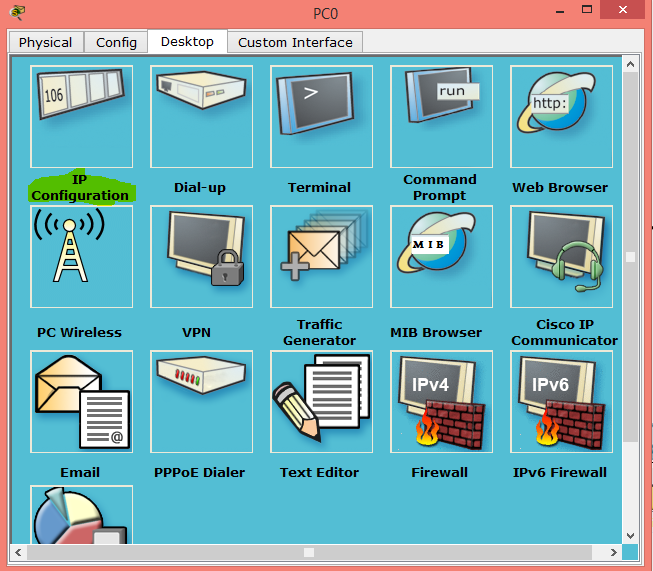 PC0
Physical Config Desktop Custom Interface
106
>
run
http:
IP
Configuration
Dial-up
Terminal
Command
Prompt
Web Browser
MIB
PC Wireless
VPN
Traffic
Generator
MIB Browser
Cisco IP
Communicator
@
IPv4
IPv6
Email
PPPoE Dialer
Text Editor
Firewall
IPv6 Firewall